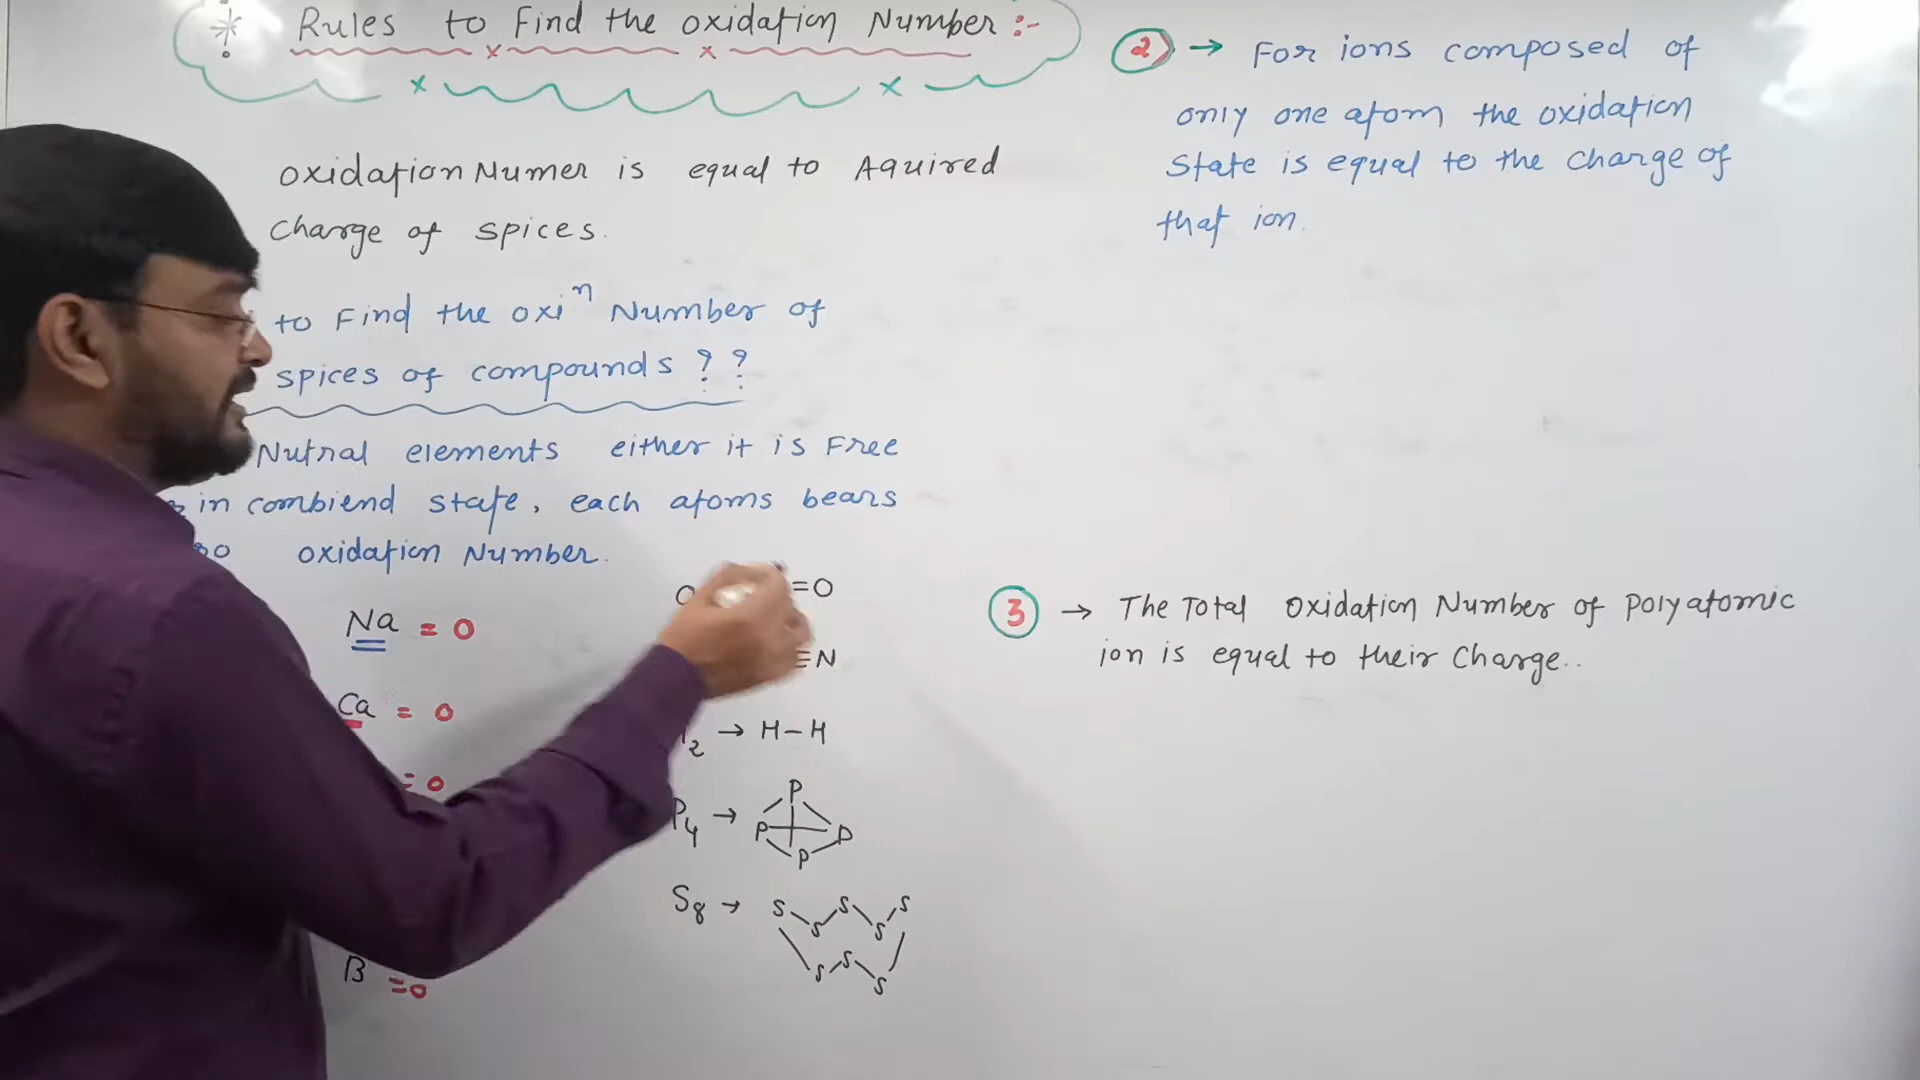 Rules to Find the oxidation Number :-
oxidation Numer is equal to Aquired
charge of spices.
to Find the oxiⁿ Number of
spices of compounds ? ?
Nutral elements either it is Free
in combiend state, each atoms bears
oxidation Number.
Na = 0
Ca = 0
= 0
B = 0
O =O
≡N
2 → H-H
P4 → P P P P
S8 → S S S S S S S S
2 → For ions composed of
only one atom the oxidation
State is equal to the charge of
that ion.
3 → The Total Oxidation Number of Polyatomic
ion is equal to their charge..